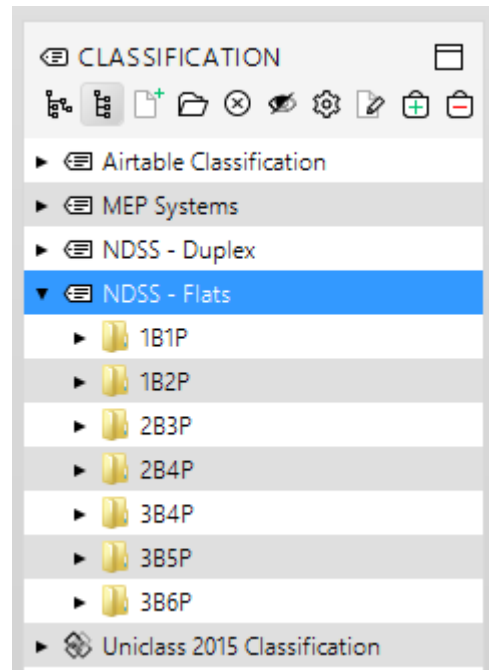 CLASSIFICATION
Airtable Classification
MEP Systems
NDSS - Duplex
NDSS - Flats
1B1P
1B2P
2B3P
2B4P
3B4P
3B5P
3B6P
Uniclass 2015 Classification